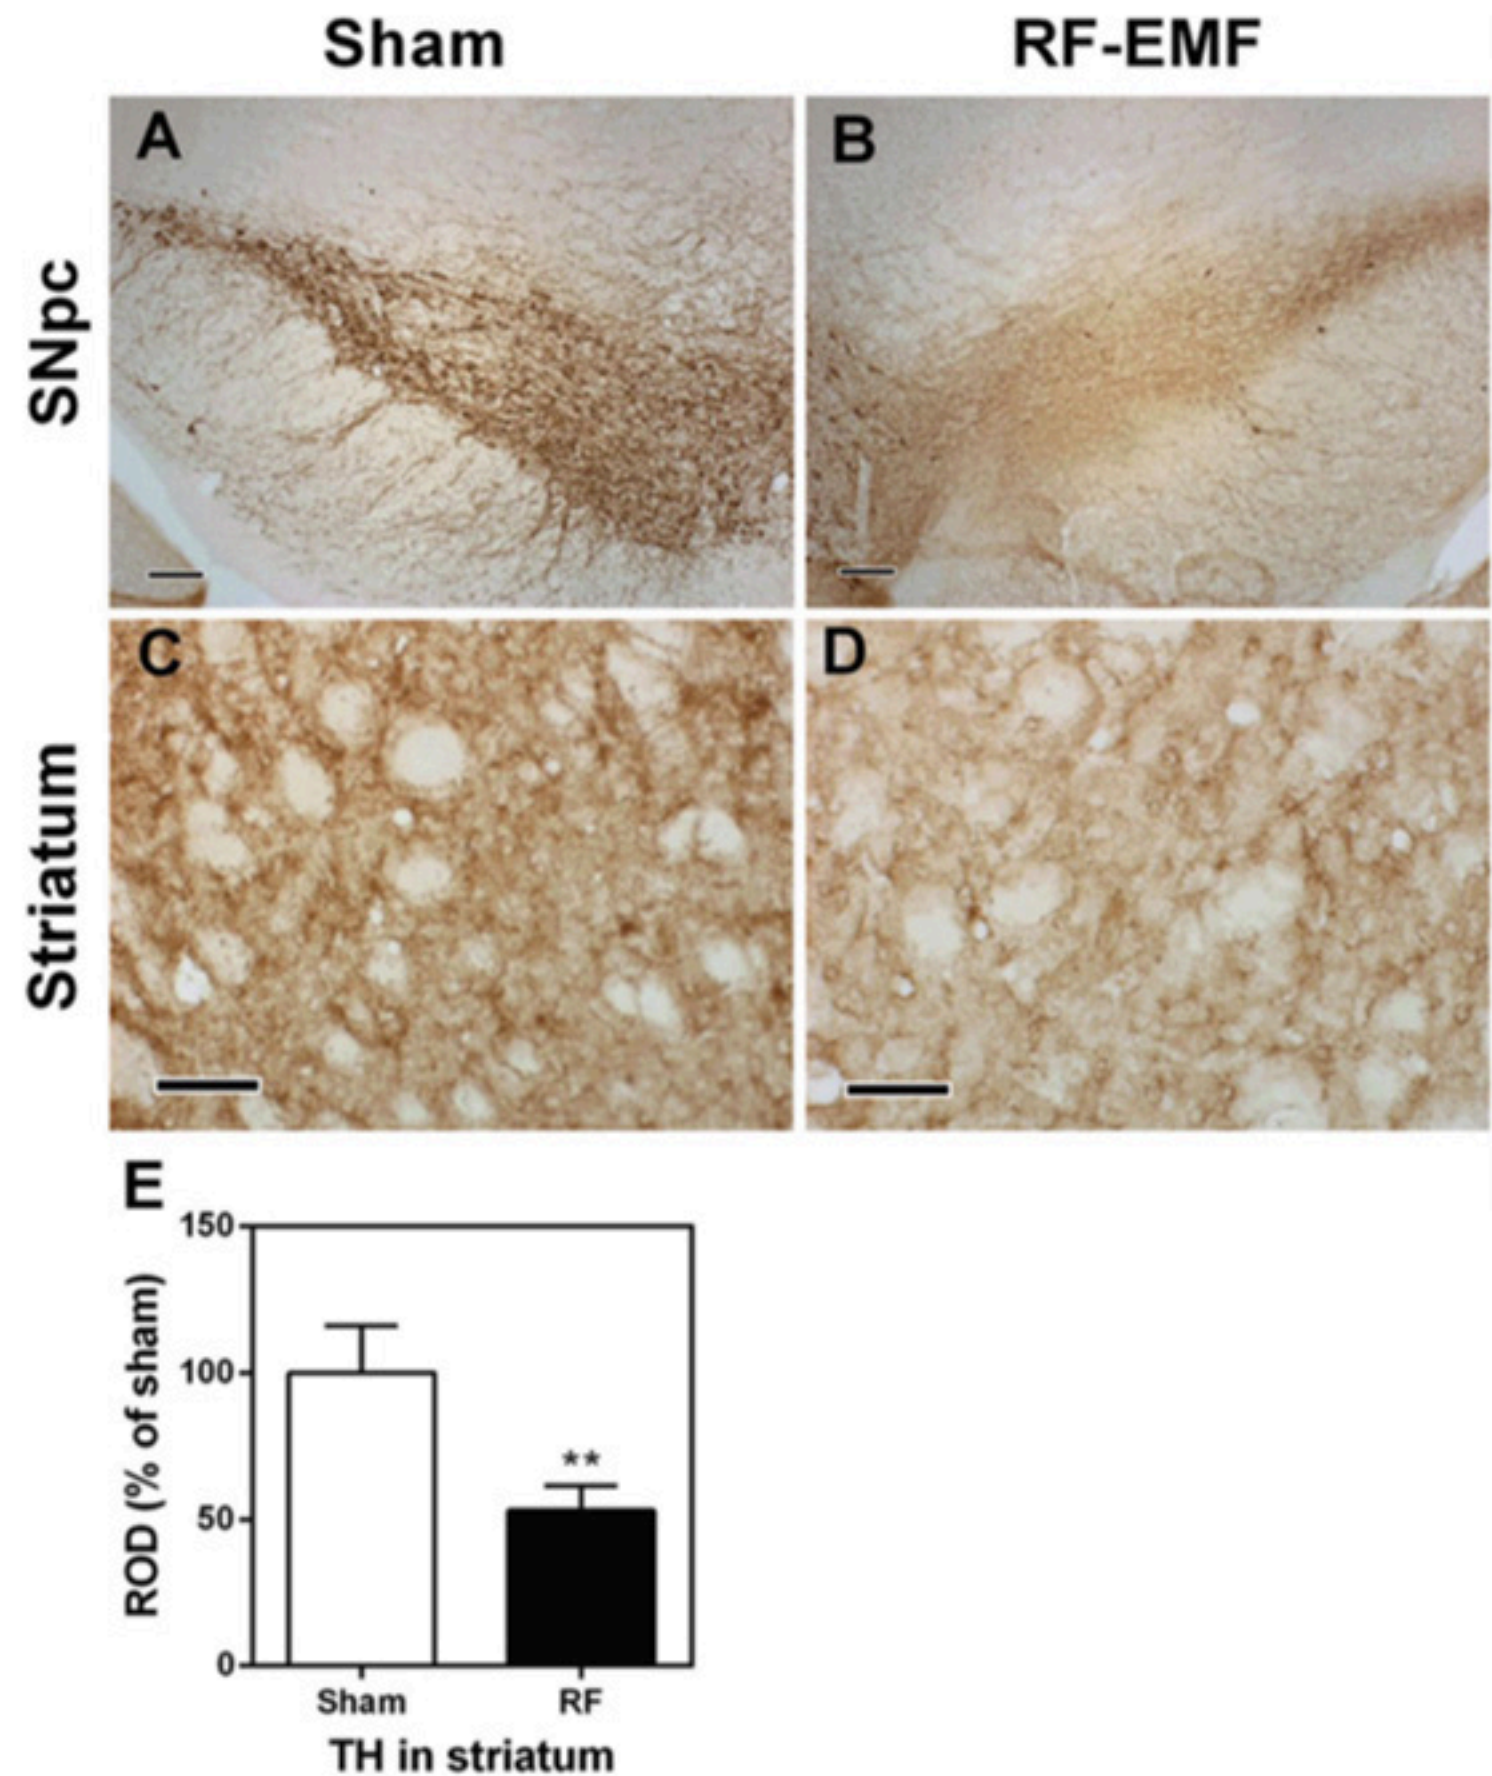 Sham
RF-EMF
A
B
SNpc
C
D
Striatum
E
150
100
50
0
ROD (% of sham)
**
Sham
RF
TH in striatum